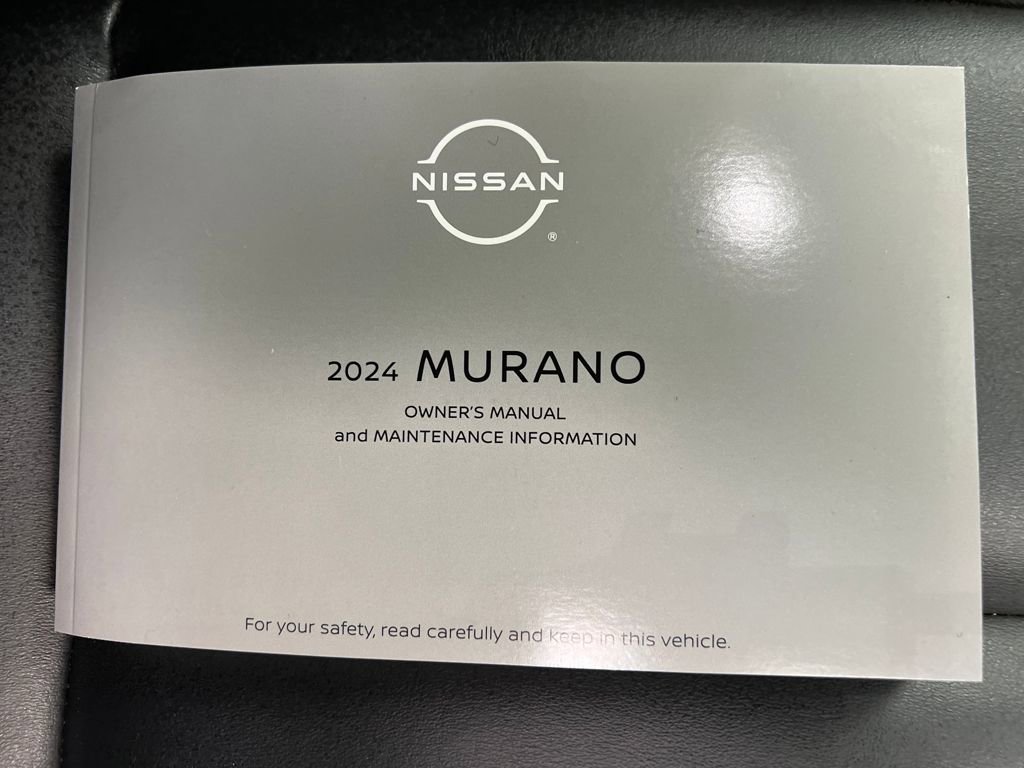 NISSAN
®
2024 MURANO
OWNER'S MANUAL
and MAINTENANCE INFORMATION
For your safety, read carefully and keep in this vehicle.